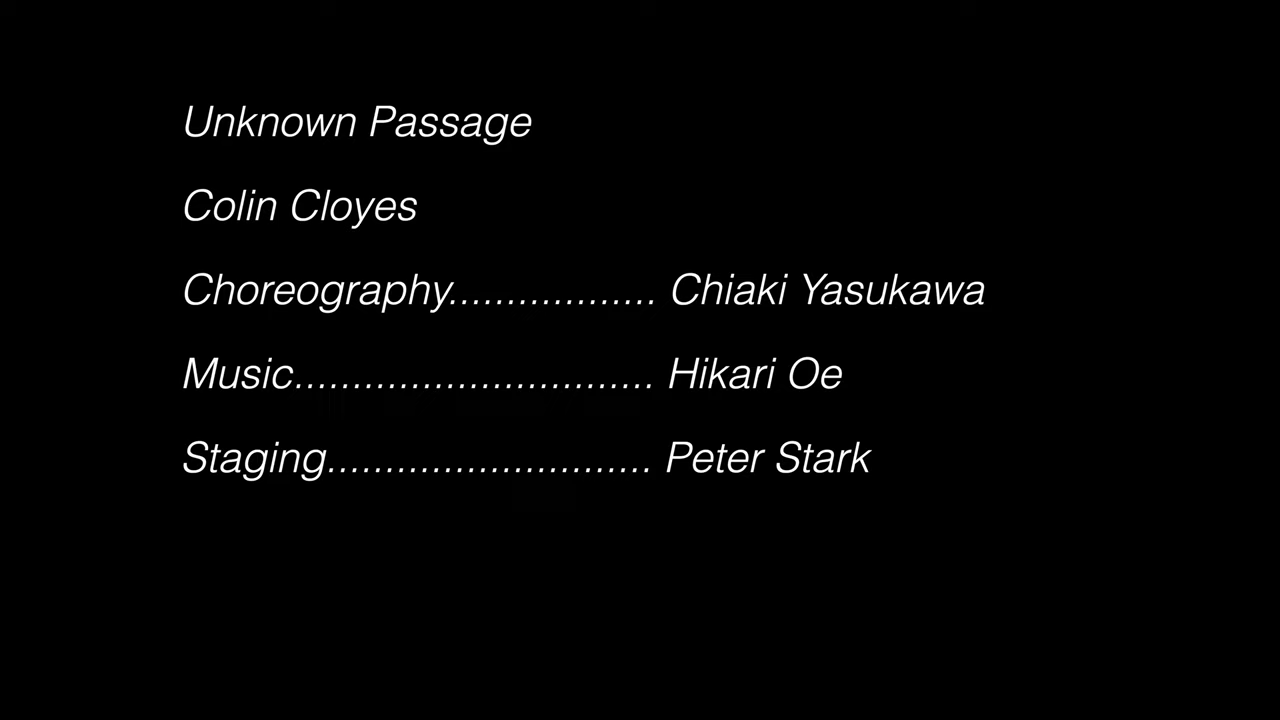 Unknown Passage
Colin Cloyes
Choreography.................. Chiaki Yasukawa
Music............................... Hikari Oe
Staging............................ Peter Stark